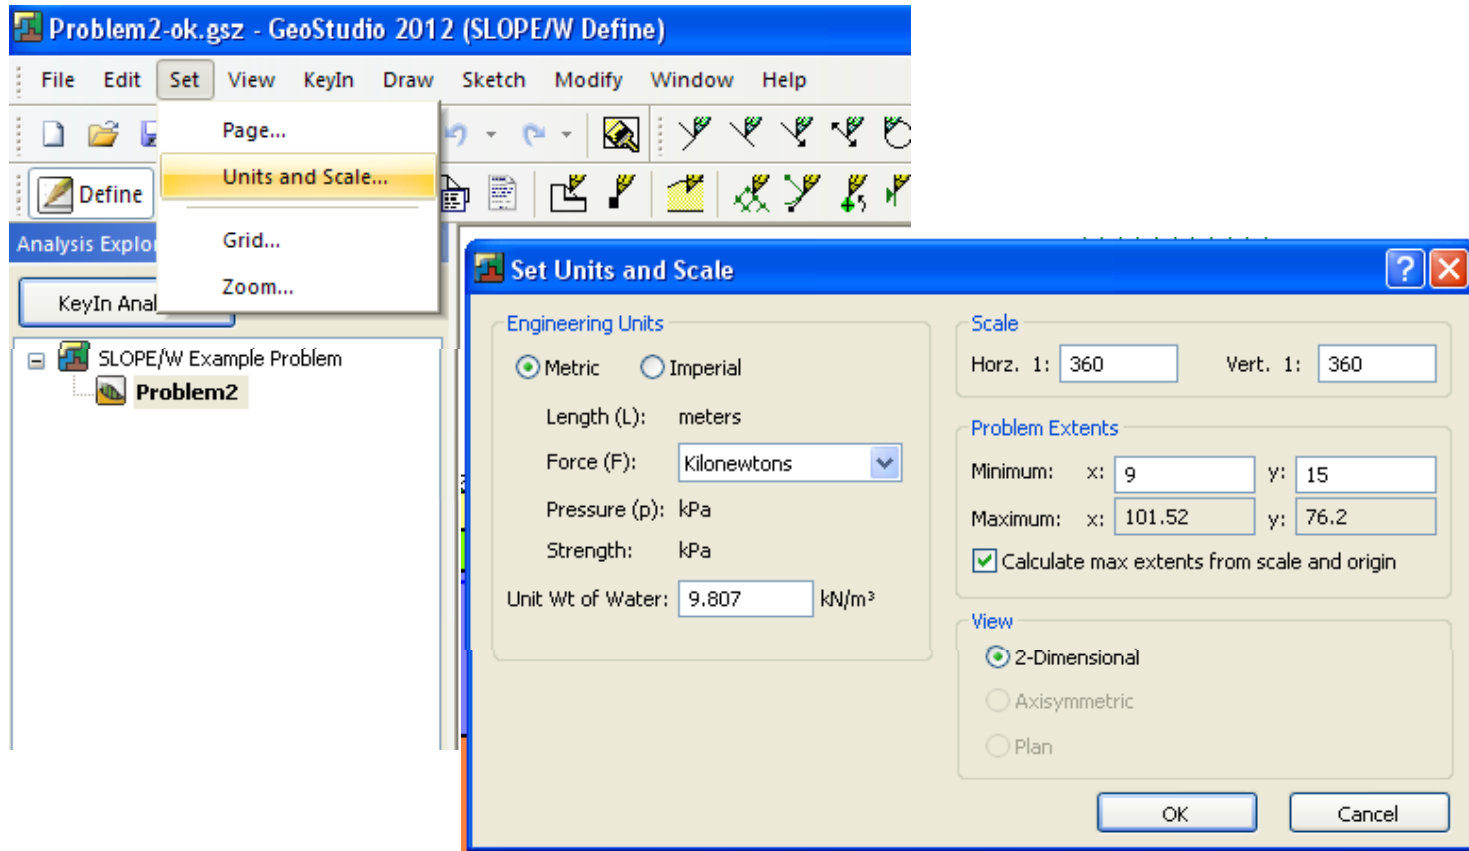 Problem2-ok.gsz - GeoStudio 2012 (SLOPE/W Define)
File Edit Set View KeyIn Draw Sketch Modify Window Help
Page...
Units and Scale...
Define
Grid...
Analysis Explo
Zoom...
KeyIn Anal
SLOPE/W Example Problem
Problem2
Set Units and Scale
Engineering Units
Metric Imperial
Length (L): meters
Force (F): Kilonewtons
Pressure (p): kPa
Strength: kPa
Unit Wt of Water: 9.807 kN/m³
Scale
Horz. 1: 360 Vert. 1: 360
Problem Extents
Minimum: x: 9 y: 15
Maximum: x: 101.52 y: 76.2
Calculate max extents from scale and origin
View
2-Dimensional
Axisymmetric
Plan
OK Cancel